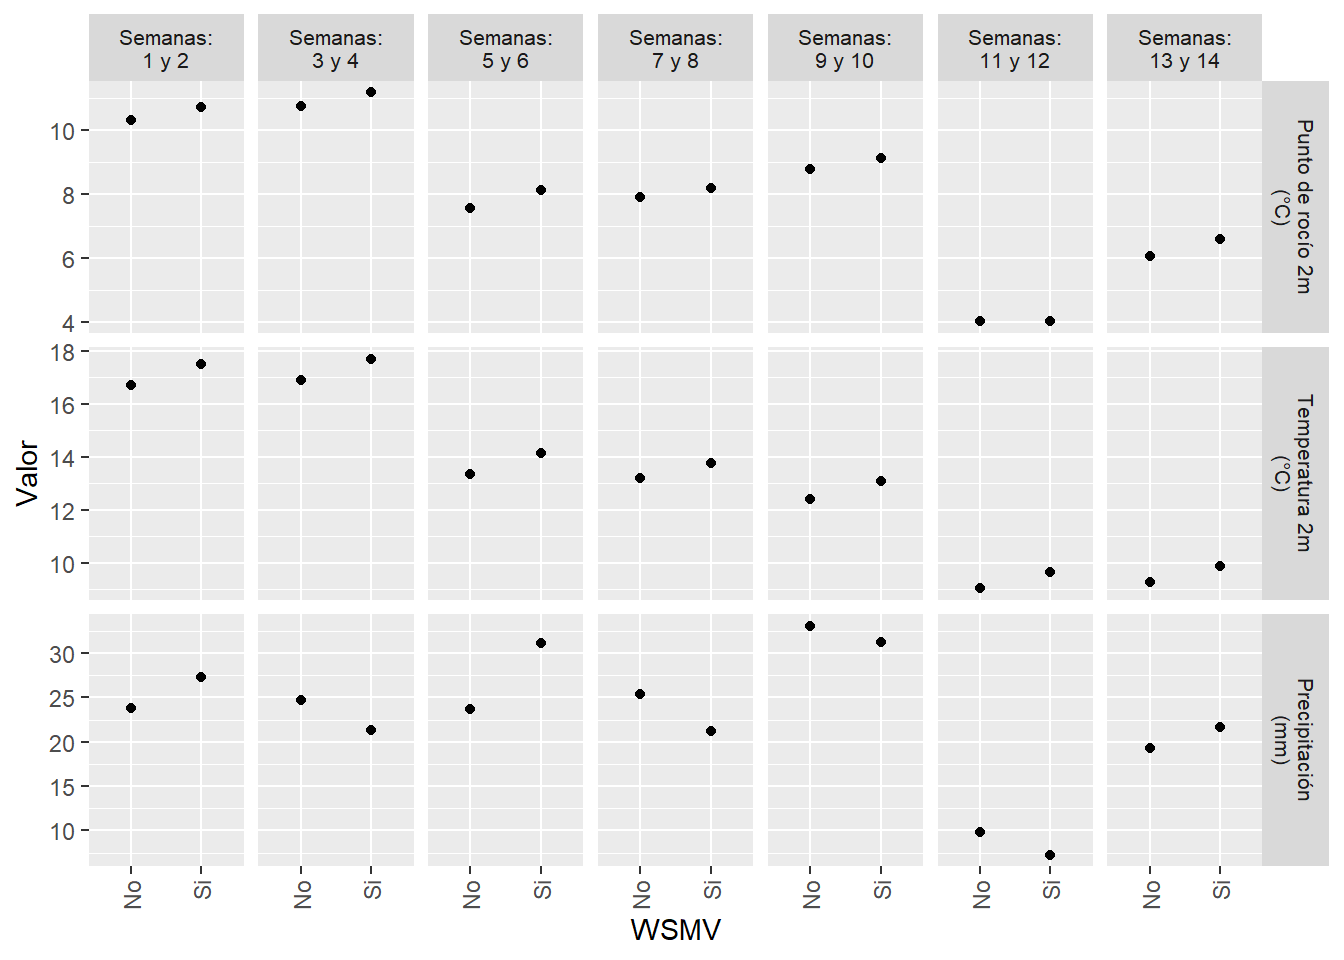 Semanas:
1 y 2
Semanas:
3 y 4
Semanas:
5 y 6
Semanas:
7 y 8
Semanas:
9 y 10
Semanas:
11 y 12
Semanas:
13 y 14
10
8
6
4
Punto de rocío 2m
(°C)
18
16
14
12
10
Temperatura 2m
(°C)
30
25
20
15
10
Precipitación
(mm)
Valor
No
Si
No
Si
No
Si
No
Si
No
Si
No
Si
No
Si
WSMV